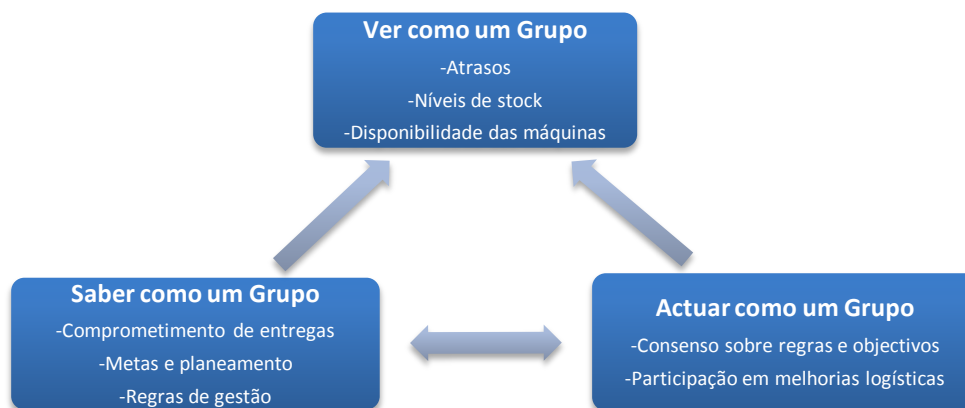 Ver como um Grupo
-Atrasos
-Níveis de stock
-Disponibilidade das máquinas
Saber como um Grupo
-Comprometimento de entregas
-Metas e planeamento
-Regras de gestão
Actuar como um Grupo
-Consenso sobre regras e objectivos
-Participação em melhorias logísticas